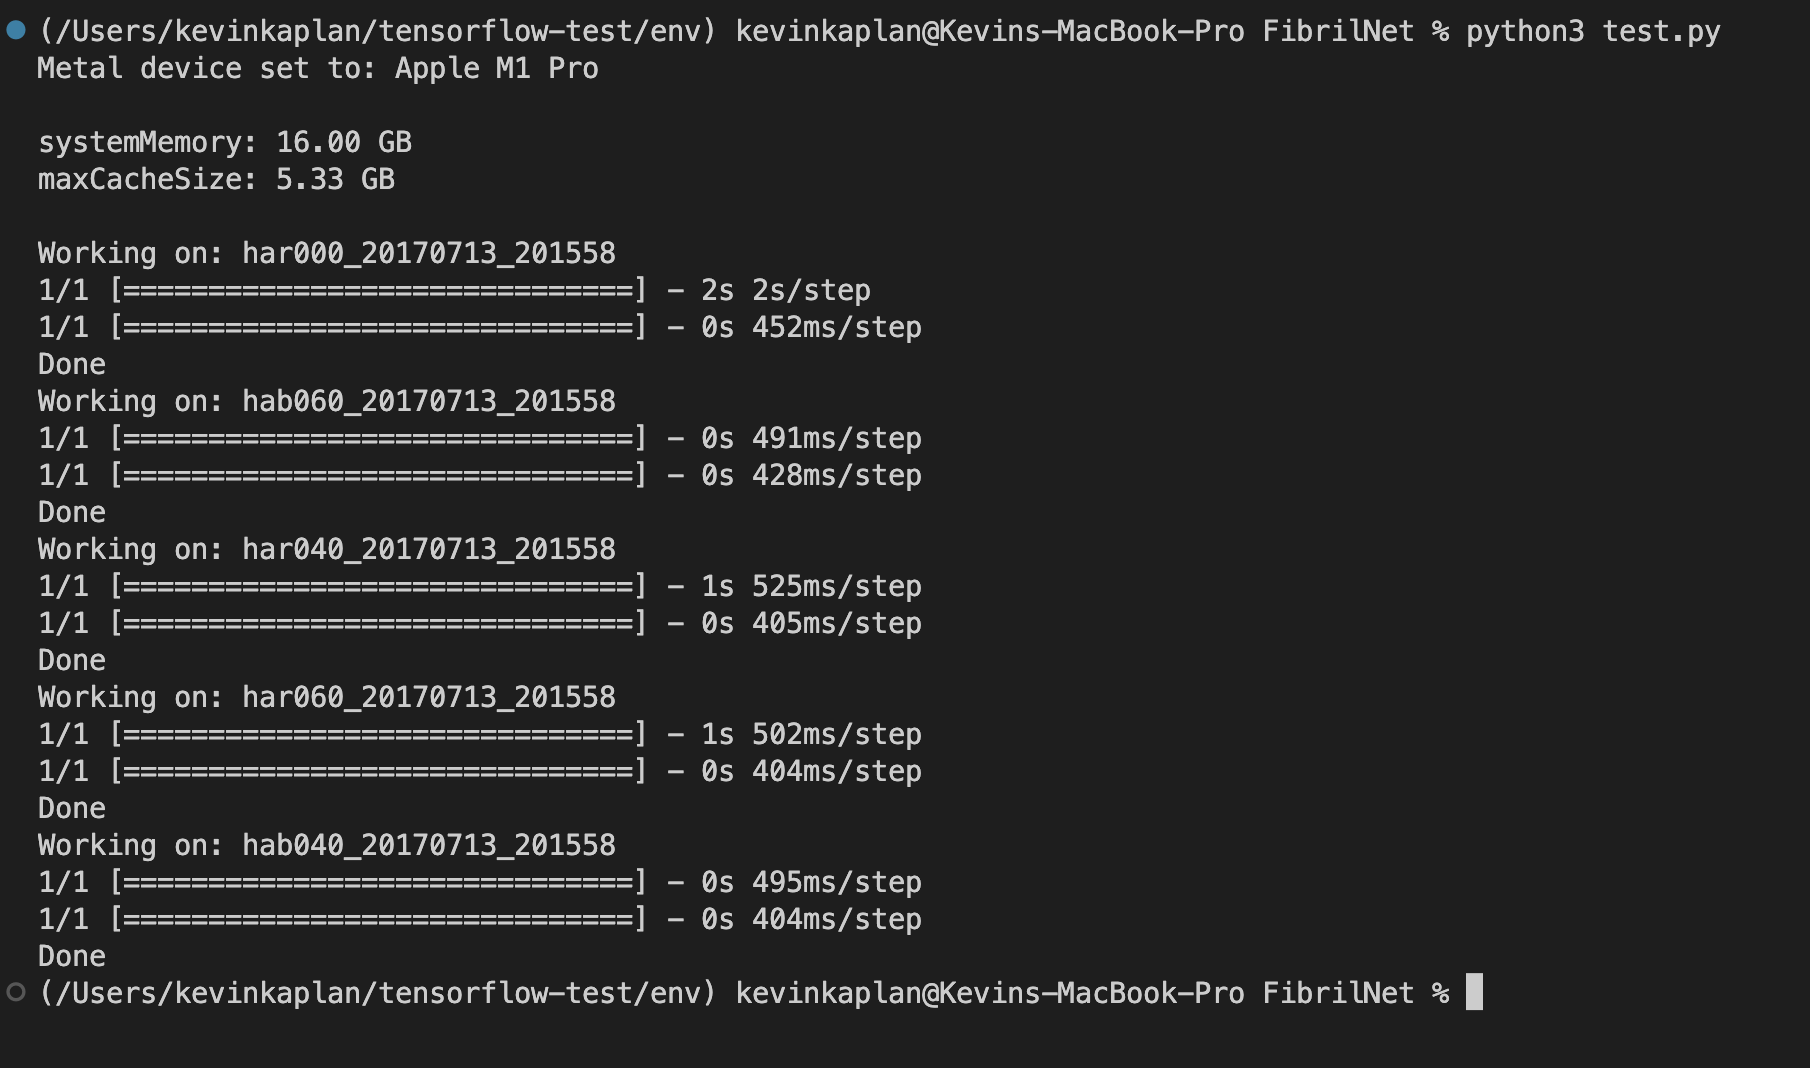 (/Users/kevinkaplan/tensorflow-test/env) kevinkaplan@Kevins-MacBook-Pro FibrilNet % python3 test.py
Metal device set to: Apple M1 Pro
systemMemory: 16.00 GB
maxCacheSize: 5.33 GB
Working on: har000_20170713_201558
1/1 [==============================] - 2s 2s/step
1/1 [==============================] - 0s 452ms/step
Done
Working on: hab060_20170713_201558
1/1 [==============================] - 0s 491ms/step
1/1 [==============================] - 0s 428ms/step
Done
Working on: har040_20170713_201558
1/1 [==============================] - 1s 525ms/step
1/1 [==============================] - 0s 405ms/step
Done
Working on: har060_20170713_201558
1/1 [==============================] - 1s 502ms/step
1/1 [==============================] - 0s 404ms/step
Done
Working on: hab040_20170713_201558
1/1 [==============================] - 0s 495ms/step
1/1 [==============================] - 0s 404ms/step
Done
(/Users/kevinkaplan/tensorflow-test/env) kevinkaplan@Kevins-MacBook-Pro FibrilNet %